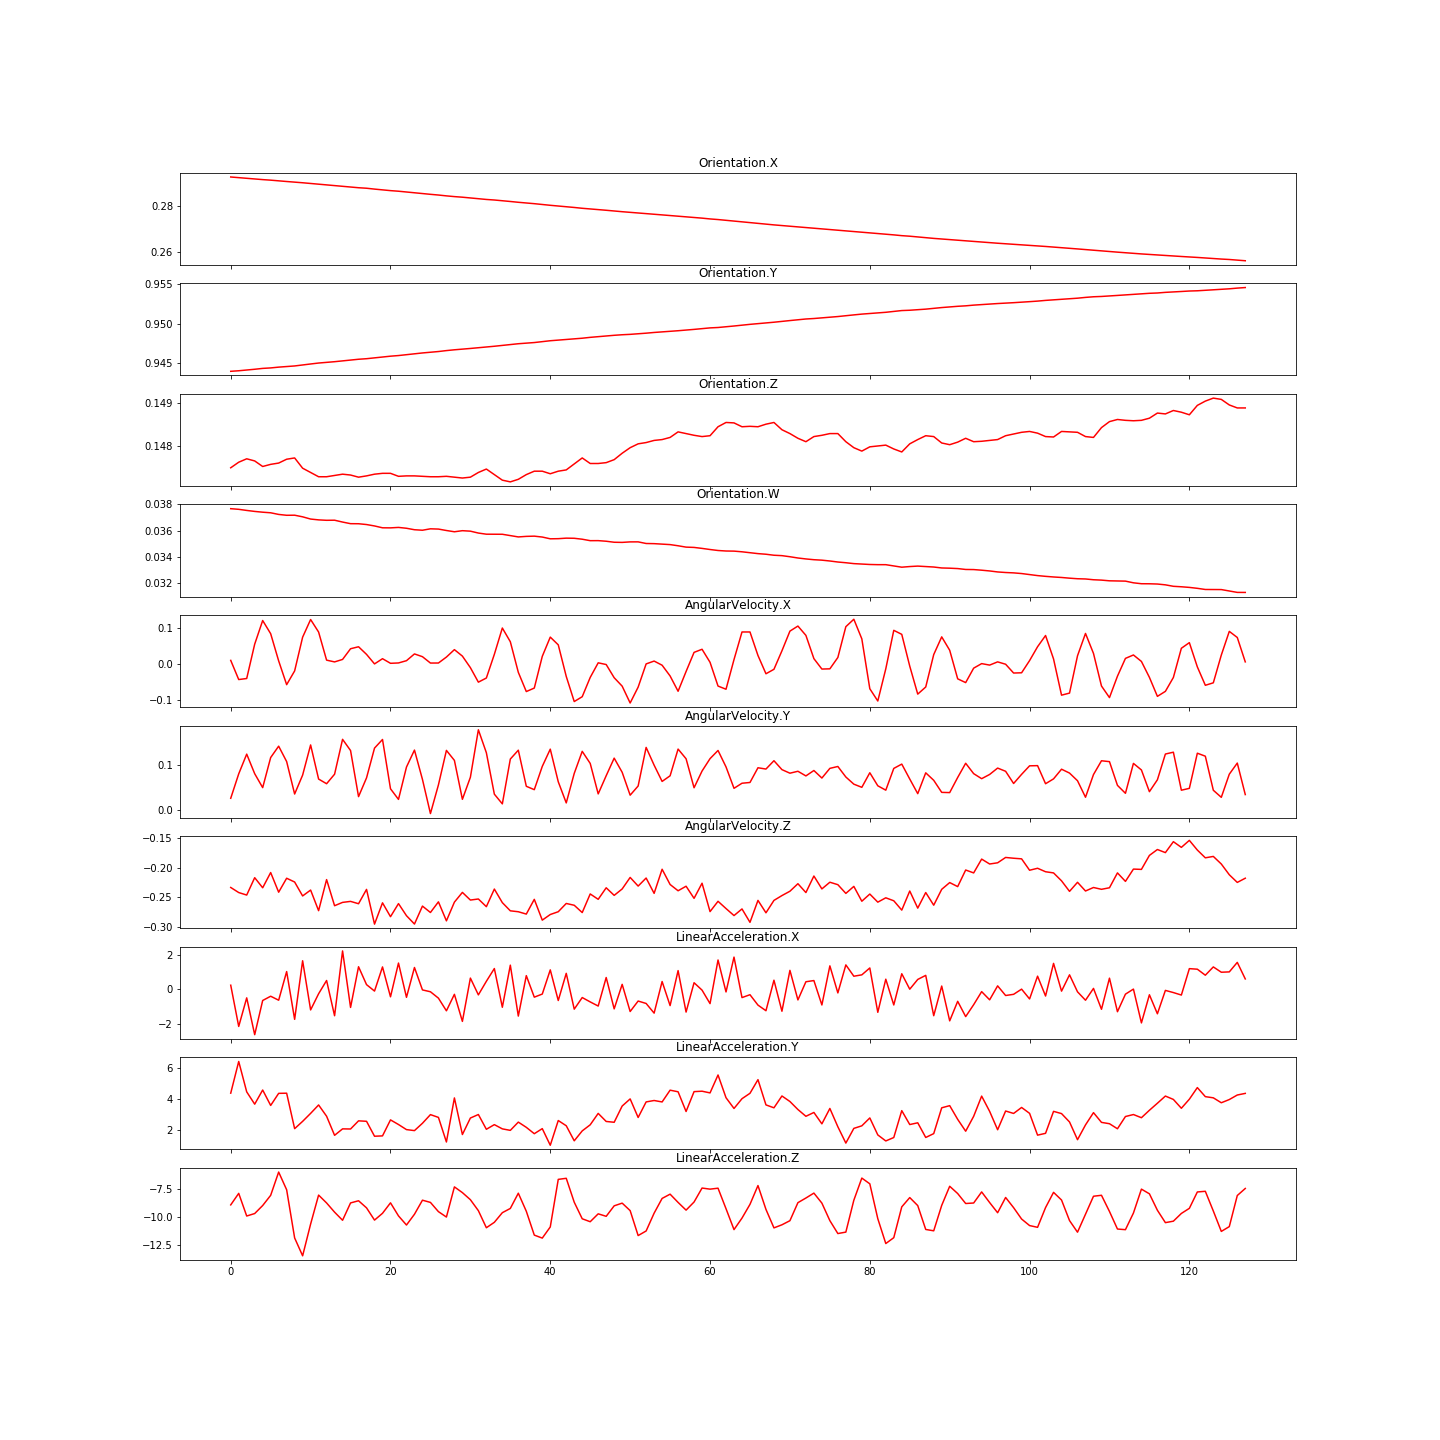 Orientation.X
0.28
0.26
Orientation.Y
0.955
0.950
0.945
Orientation.Z
0.149
0.148
Orientation.W
0.038
0.036
0.034
0.032
AngularVelocity.X
0.1
0.0
−0.1
AngularVelocity.Y
0.1
0.0
AngularVelocity.Z
−0.15
−0.20
−0.25
−0.30
LinearAcceleration.X
2
0
−2
LinearAcceleration.Y
6
4
2
LinearAcceleration.Z
−7.5
−10.0
−12.5
0 20 40 60 80 100 120